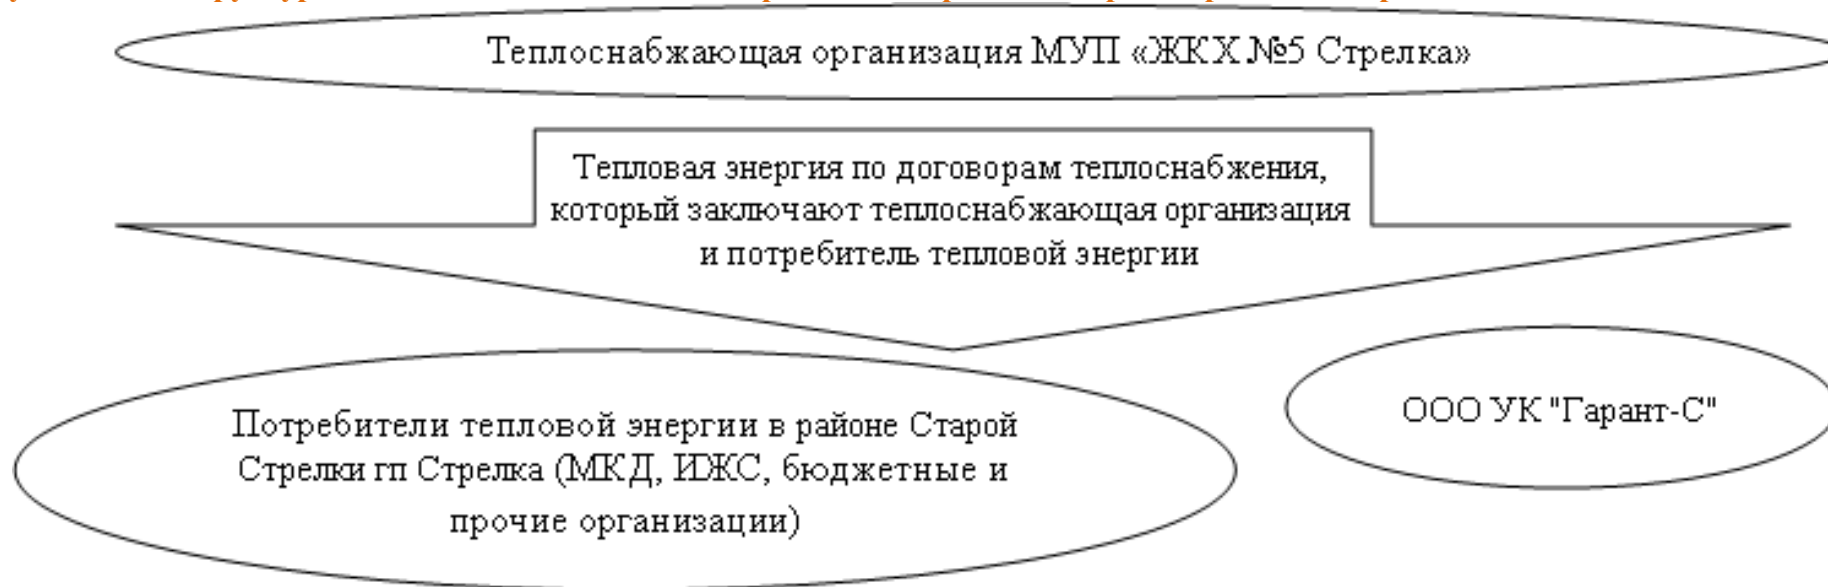 Теплоснабжающая организация МУП «ЖКХ №5 Стрелка»
Тепловая энергия по договорам теплоснабжения,
который заключают теплоснабжающая организация
и потребитель тепловой энергии
ООО УК "Гарант-С"
Потребители тепловой энергии в районе Старой
Стрелки гп Стрелка (МКД, ИЖС, бюджетные и
прочие организации)